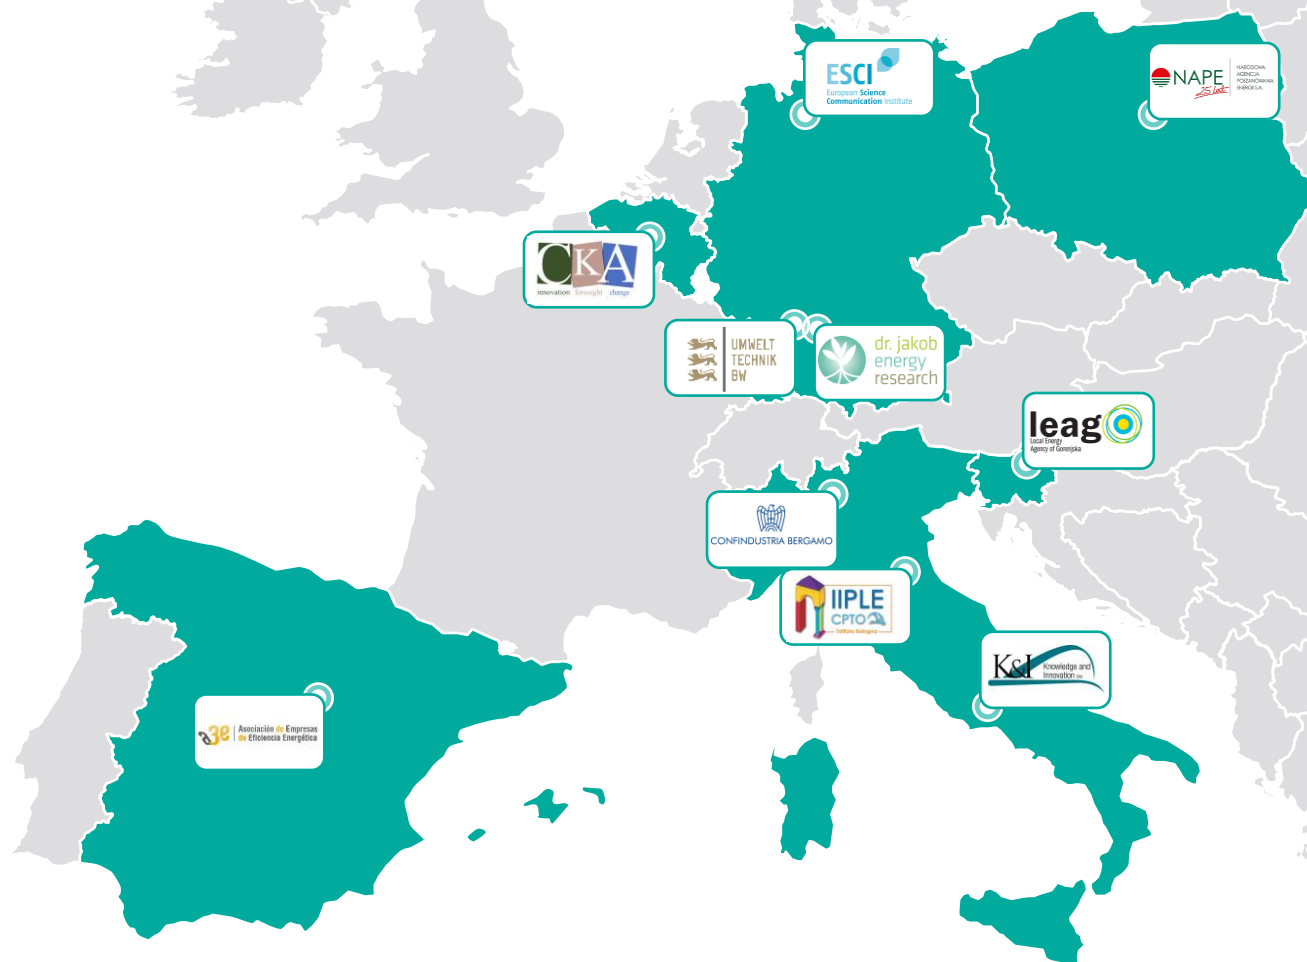 ESCI
European Science
Communication Institute
NAPE
25 lat
NARODOWA
AGENCJA
POSZANOWANIA
ENERGII S.A.
CKA
innovation foresight change
UMWELT
TECHNIK
BW
dr. jakob
energy
research
leag
Local Energy
Agency of Gorenjska
CONFINDUSTRIA BERGAMO
IIPLE
CPTO
Edilizia Bologna
K&I
Knowledge and
Innovation
a3e
Asociación de Empresas
de Eficiencia Energética